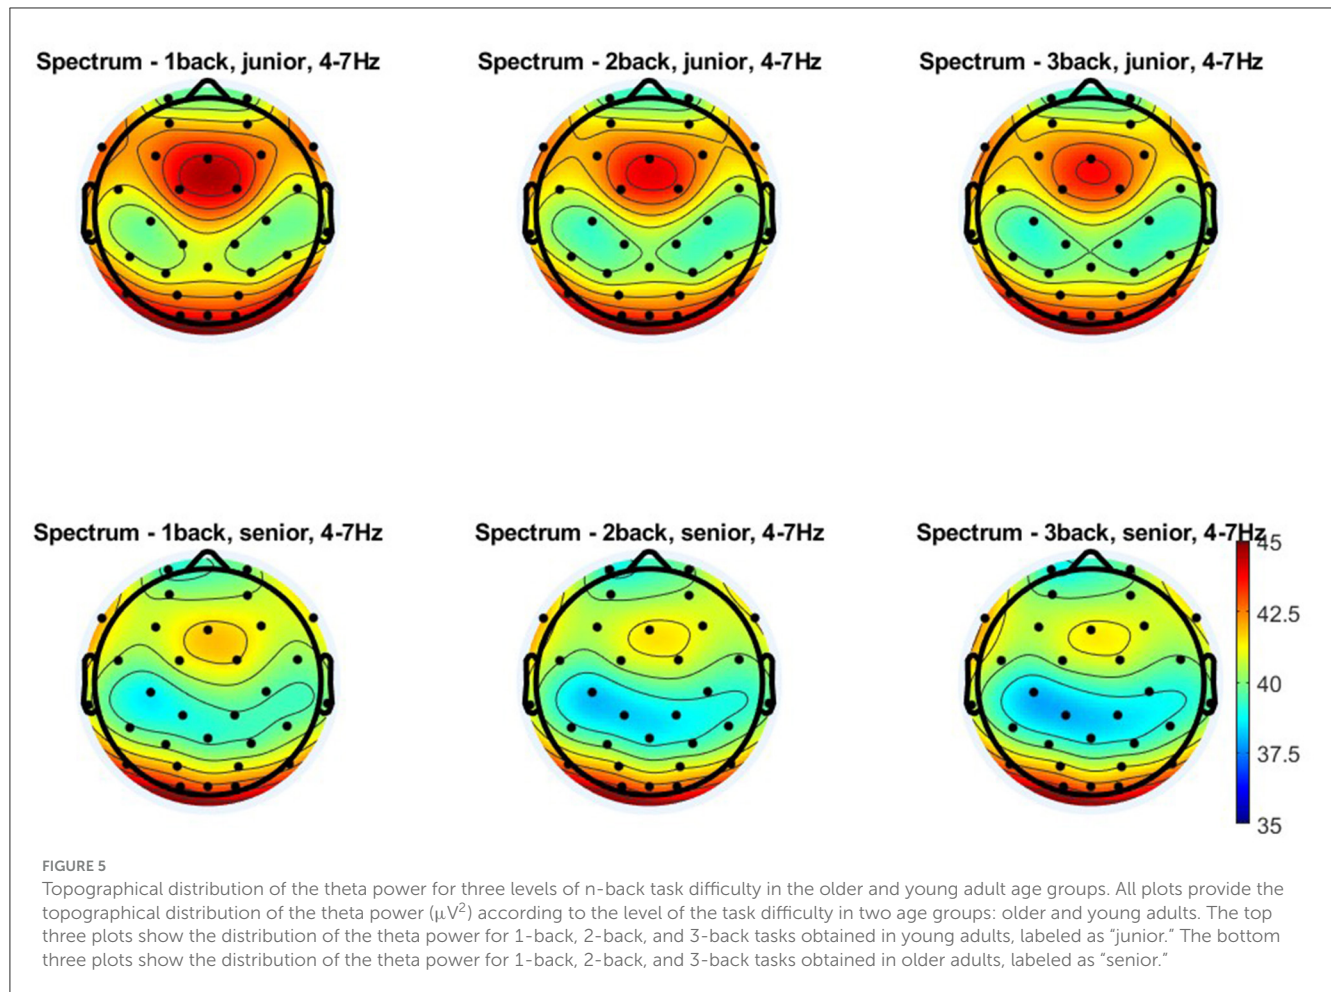 Spectrum - 1back, junior, 4-7Hz
Spectrum - 2back, junior, 4-7Hz
Spectrum - 3back, junior, 4-7Hz
Spectrum - 1back, senior, 4-7Hz
Spectrum - 2back, senior, 4-7Hz
Spectrum - 3back, senior, 4-7Hz
45
42.5
40
37.5
35
FIGURE 5
Topographical distribution of the theta power for three levels of n-back task difficulty in the older and young adult age groups. All plots provide the
topographical distribution of the theta power (μV²) according to the level of the task difficulty in two age groups: older and young adults. The top
three plots show the distribution of the theta power for 1-back, 2-back, and 3-back tasks obtained in young adults, labeled as “junior.” The bottom
three plots show the distribution of the theta power for 1-back, 2-back, and 3-back tasks obtained in older adults, labeled as “senior.”